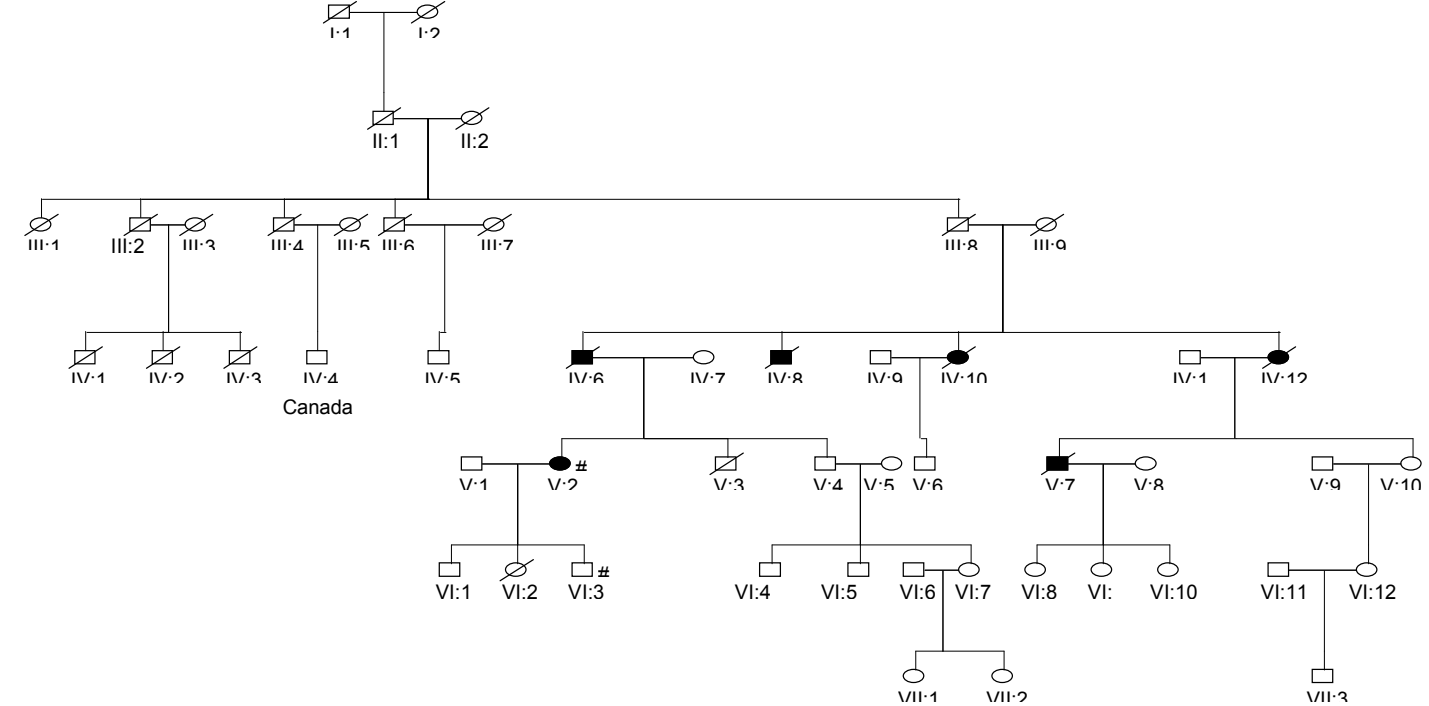 I:1 I:2
II:1 II:2
III:1 III:2 III:3 III:4 III:5 III:6 III:7 III:8 III:9
IV:1 IV:2 IV:3 IV:4 IV:5 IV:6 IV:7 IV:8 IV:9 IV:10 IV:1 IV:12
Canada
# 
V:1 V:2 V:3 V:4 V:5 V:6 V:7 V:8 V:9 V:10
#
VI:1 VI:2 VI:3 VI:4 VI:5 VI:6 VI:7 VI:8 VI: VI:10 VI:11 VI:12
VII:1 VII:2 VII:3